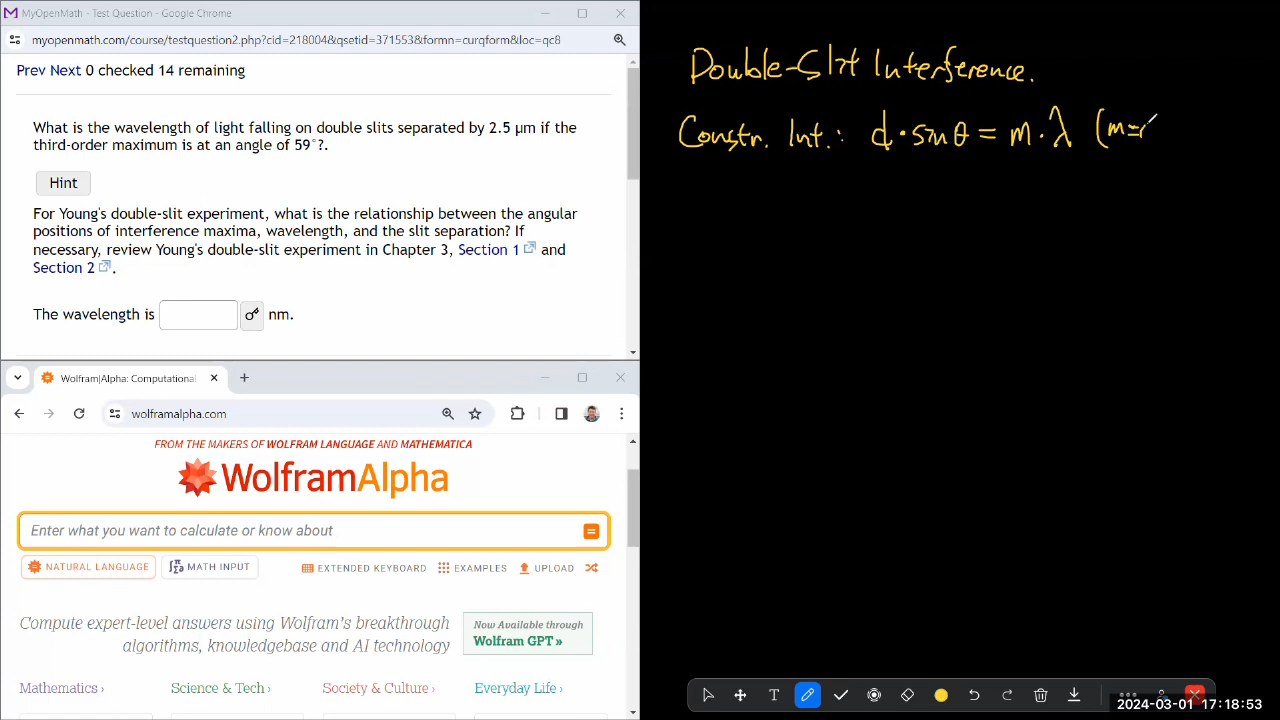 MyOpenMath - Test Question - Google Chrome
myopenmath.com/course/testquestion2.php?cid=218004&qsetid=371553&formn=curqform&loc=qc8
Prev Next 0 checked 14 remaining
What is the wavelength of light falling on double slits separated by 2.5 μm if the
third-order maximum is at an angle of 59°?.
Hint
For Young's double-slit experiment, what is the relationship between the angular
positions of interference maxima, wavelength, and the slit separation? If
necessary, review Young's double-slit experiment in Chapter 3, Section 1 and
Section 2.
The wavelength is nm.
Wolfram|Alpha: Computational
wolframalpha.com
FROM THE MAKERS OF WOLFRAM LANGUAGE AND MATHEMATICA
WolframAlpha
Enter what you want to calculate or know about
NATURAL LANGUAGE MATH INPUT EXTENDED KEYBOARD EXAMPLES UPLOAD
Compute expert-level answers using Wolfram's breakthrough
algorithms, knowledgebase and AI technology
Now Available through
Wolfram GPT »
Mathematics › Science & Tech › Society & Culture › Everyday Life ›
Double-Slit Interference.
Constr. Int.: d·sinθ = m·λ (m=
2024-03-01 17:18:53